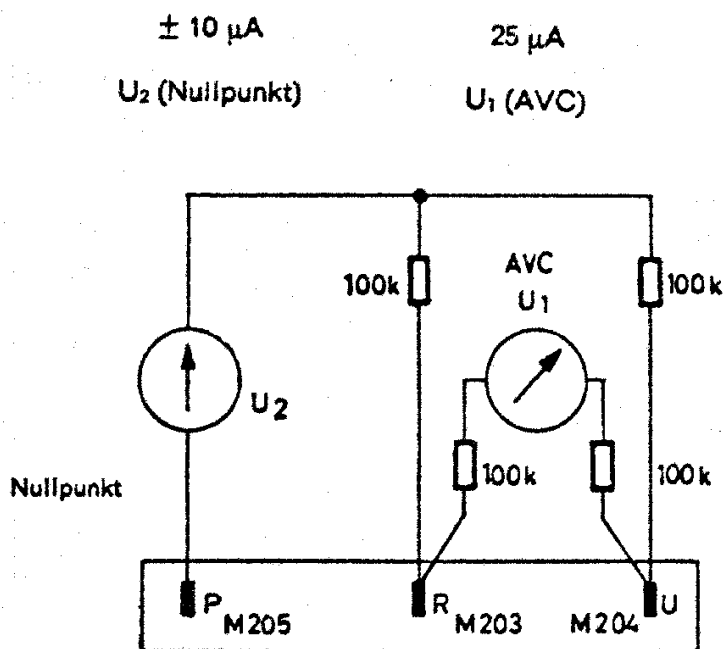 ± 10 µA
25 µA
U₂ (Nullpunkt)
U₁ (AVC)
100k
AVC
U₁
100k
U₂
Nullpunkt
100k
100k
P
M205
R
M203
M204
U